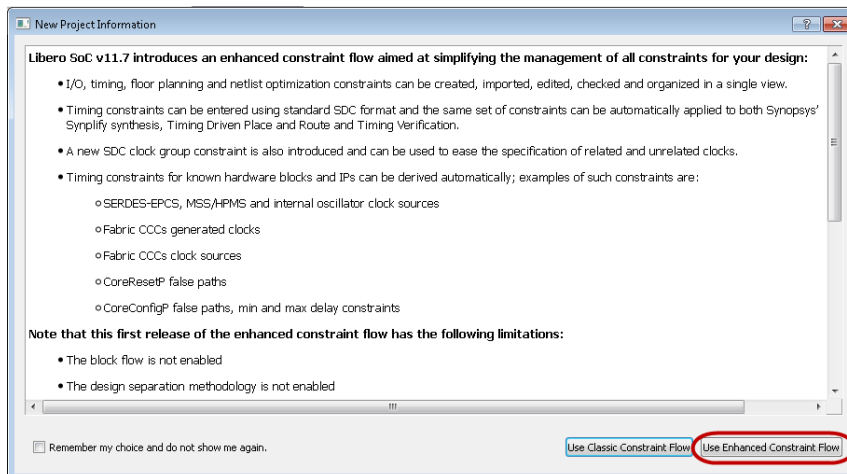 New Project Information
Libero SoC v11.7 introduces an enhanced constraint flow aimed at simplifying the management of all constraints for your design:
• I/O, timing, floor planning and netlist optimization constraints can be created, imported, edited, checked and organized in a single view.
• Timing constraints can be entered using standard SDC format and the same set of constraints can be automatically applied to both Synopsys'
Synplify synthesis, Timing Driven Place and Route and Timing Verification.
• A new SDC clock group constraint is also introduced and can be used to ease the specification of related and unrelated clocks.
• Timing constraints for known hardware blocks and IPs can be derived automatically; examples of such constraints are:
○ SERDES-EPCS, MSS/HPMS and internal oscillator clock sources
○ Fabric CCCs generated clocks
○ Fabric CCCs clock sources
○ CoreResetP false paths
○ CoreConfigP false paths, min and max delay constraints
Note that this first release of the enhanced constraint flow has the following limitations:
• The block flow is not enabled
• The design separation methodology is not enabled
Remember my choice and do not show me again.
Use Classic Constraint Flow
Use Enhanced Constraint Flow